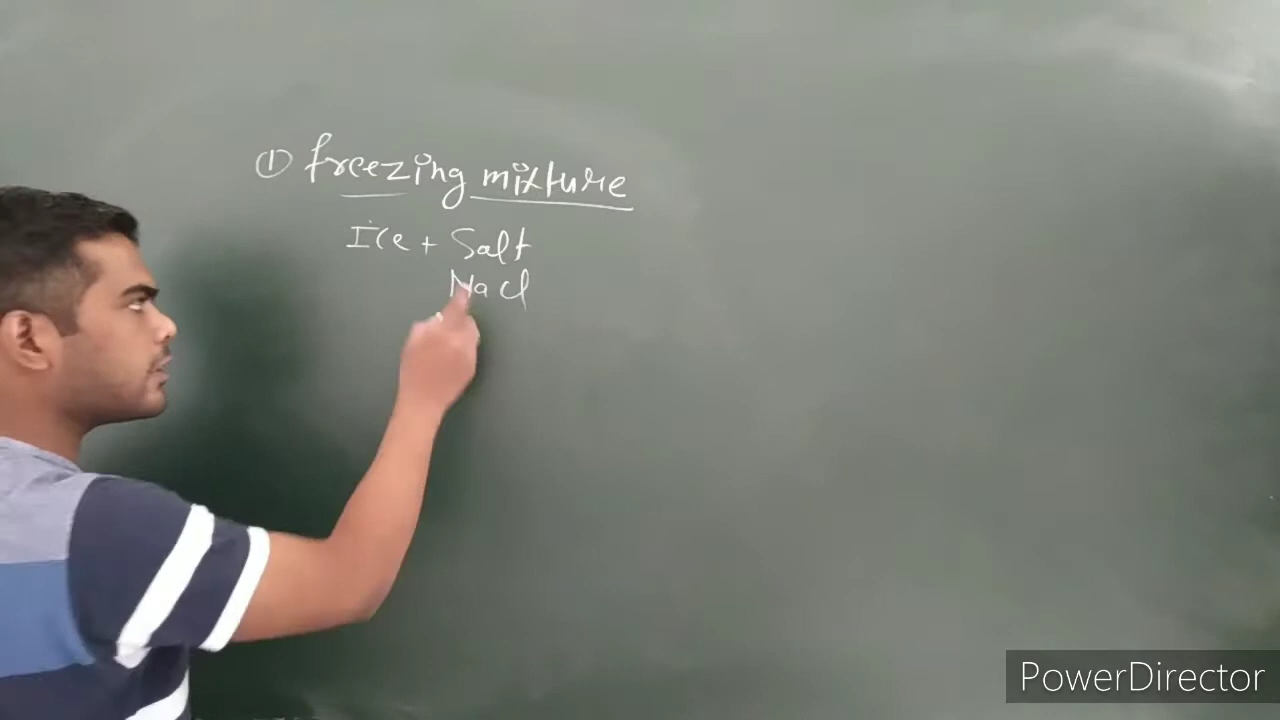 ① freezing mixture
Ice + Salt
NaCl
PowerDirector